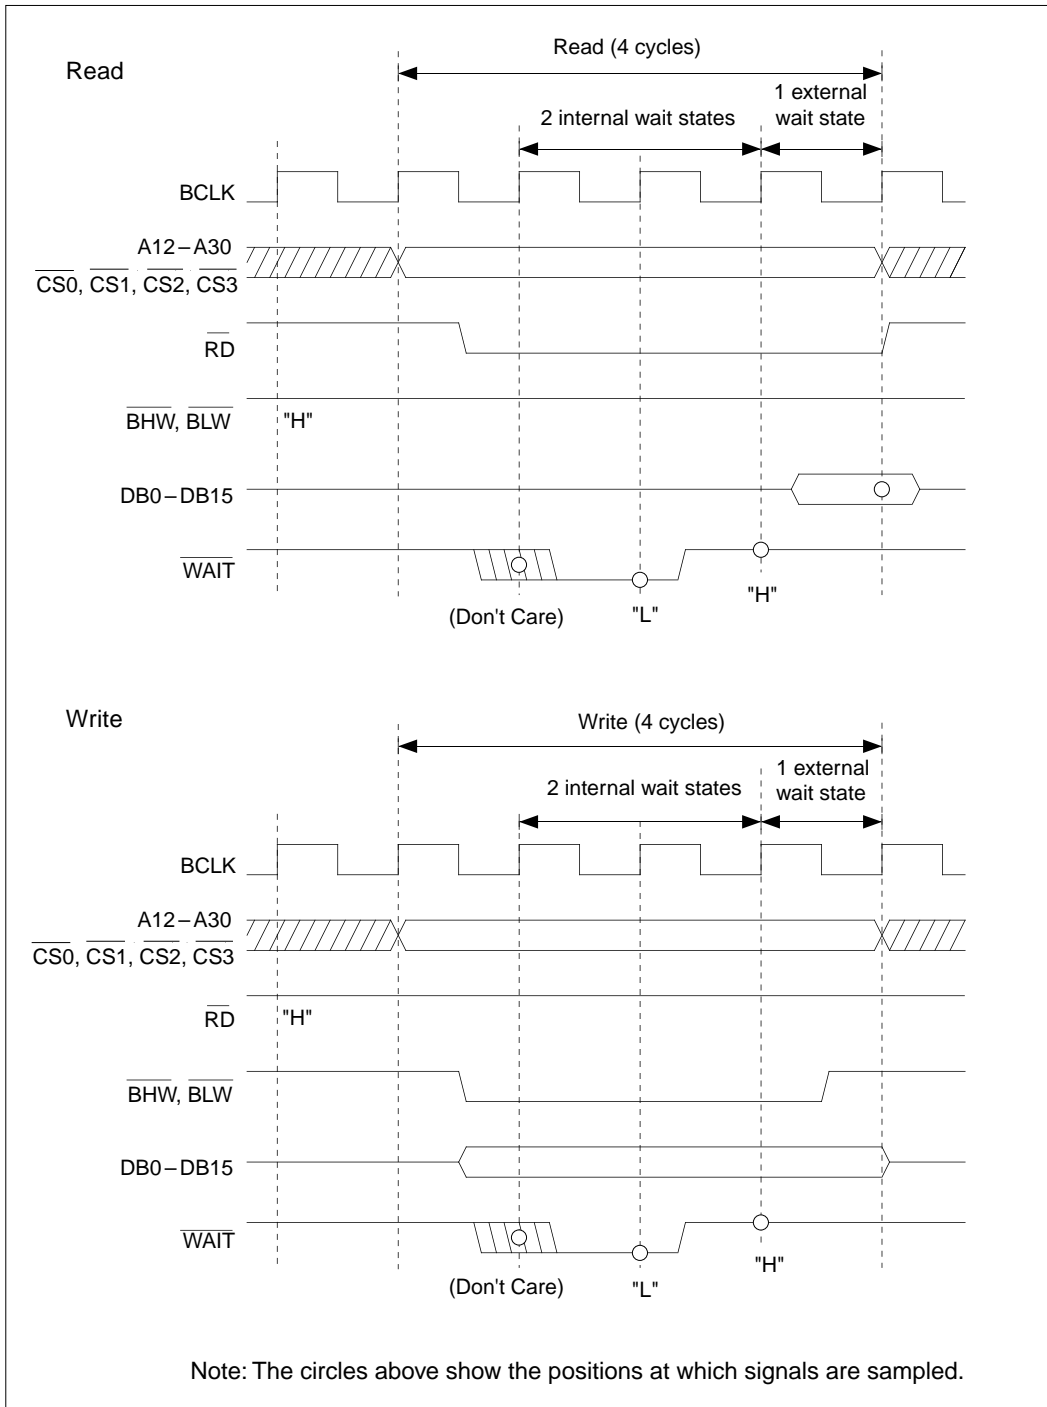 Read (4 cycles)
Read
1 external
wait state
2 internal wait states
BCLK
A12–A30
CS0, CS1, CS2, CS3
RD
BHW, BLW "H"
DB0–DB15
WAIT
(Don't Care) "L" "H"
Write
Write (4 cycles)
1 external
wait state
2 internal wait states
BCLK
A12–A30
CS0, CS1, CS2, CS3
RD "H"
BHW, BLW
DB0–DB15
WAIT
(Don't Care) "L" "H"
Note: The circles above show the positions at which signals are sampled.